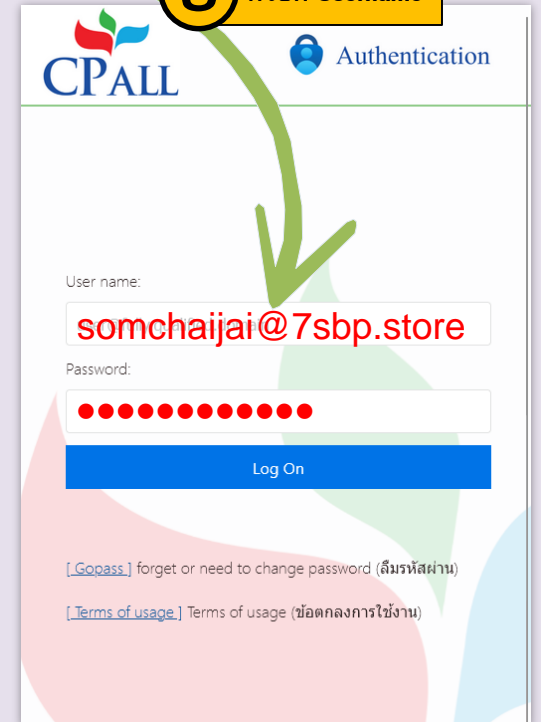 Username
CPALL
Authentication
User name:
somchaijai@7sbp.store
Password:
Log On
[ Gopass ] forget or need to change password (ลืมรหัสผ่าน)
[ Terms of usage ] Terms of usage (ข้อตกลงการใช้งาน)